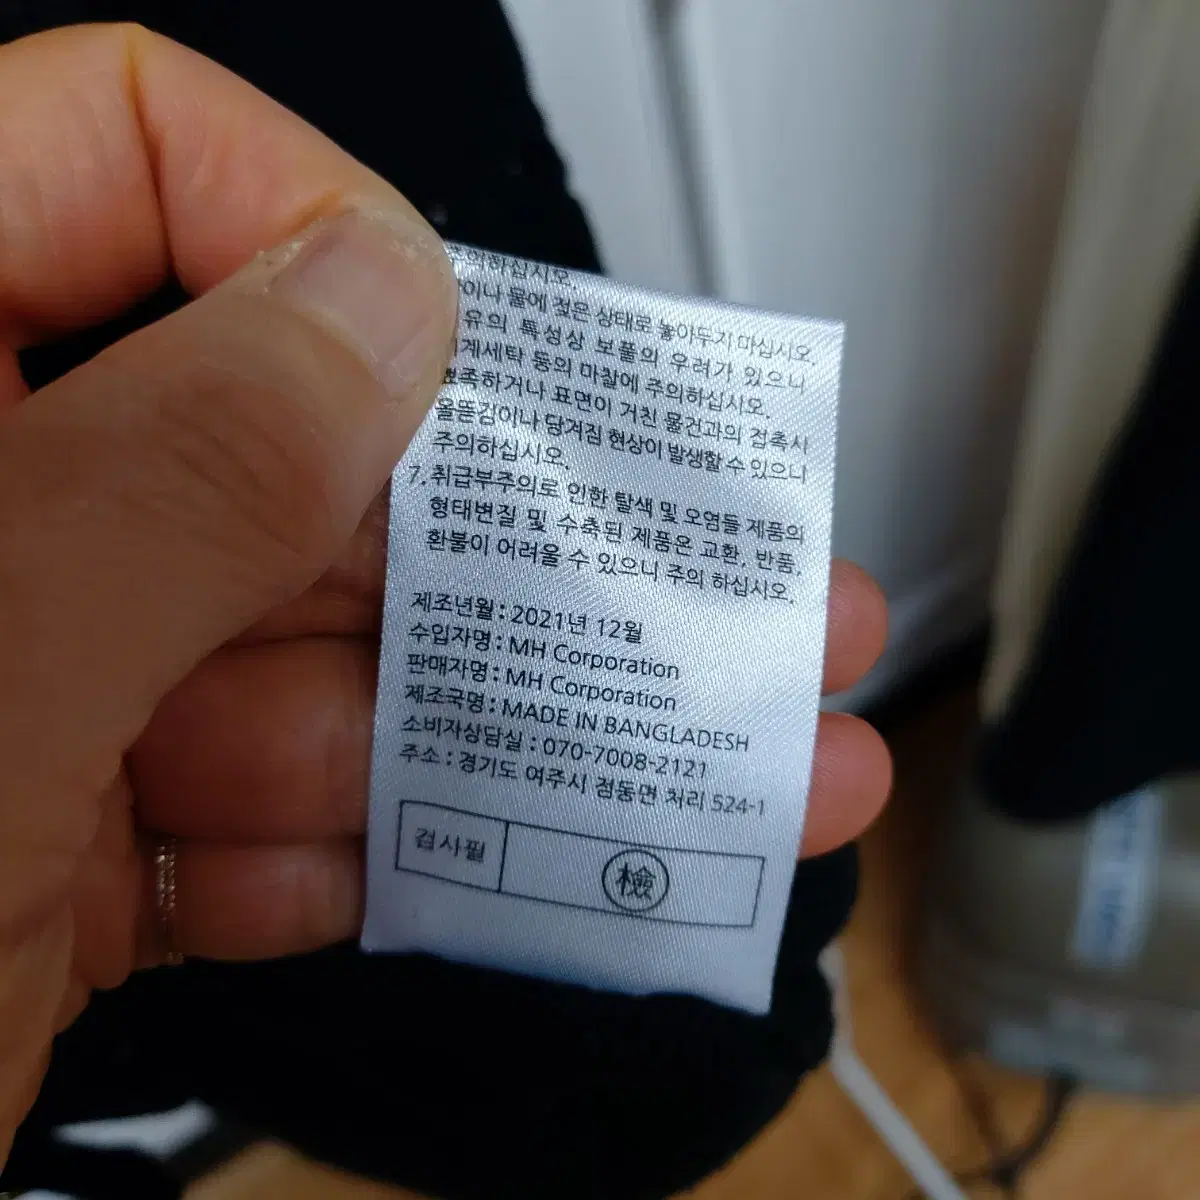 하십시오.
물에 젖은 상태로 놓아두지 마십시오.
유의 특성상 보풀의 우려가 있으니
계세탁 등의 마찰에 주의하십시오.
뾰족하거나 표면이 거친 물건과의 접촉시
올뜯김이나 당겨짐 현상이 발생할 수 있으니
주의하십시오.
7. 취급부주의로 인한 탈색 및 오염들 제품의
형태변질 및 수축된 제품은 교환, 반품,
환불이 어려울 수 있으니 주의 하십시오.
제조년월 : 2021년 12월
수입자명 : MH Corporation
판매자명 : MH Corporation
제조국명 : MADE IN BANGLADESH
소비자상담실 : 070-7008-2121
주소 : 경기도 여주시 점동면 처리 524-1
검사필 檢